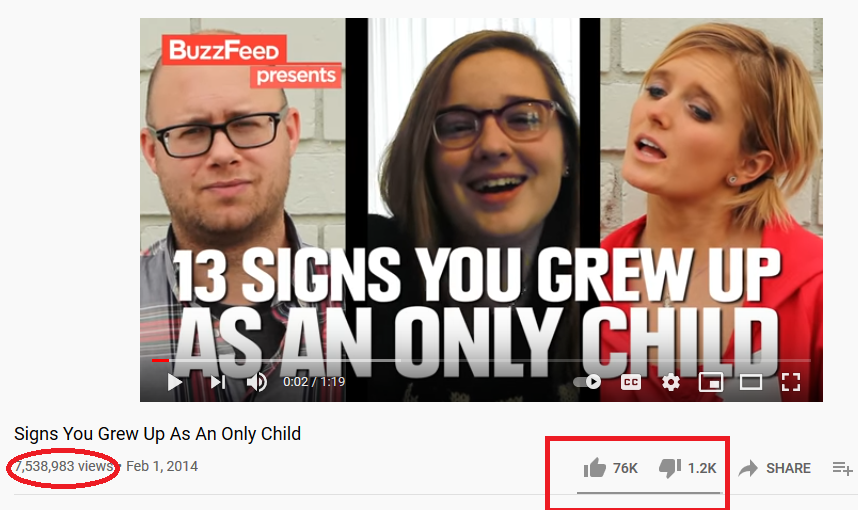 BUZZFEED
presents
13 SIGNS YOU GREW UP
AS AN ONLY CHILD
0:02 / 1:19
CC
Signs You Grew Up As An Only Child
7,538,983 views • Feb 1, 2014
76K 1.2K SHARE